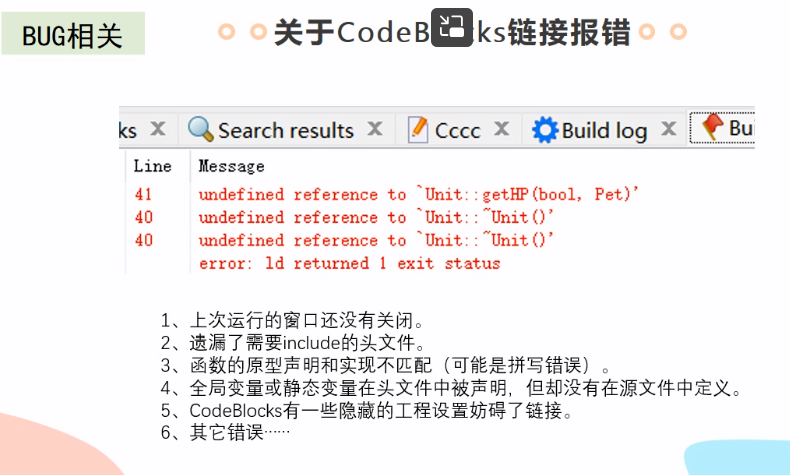 BUG相关
关于CodeB cks链接报错
ks
Search results
Cccc
Build log
Bu
Line Message
41 undefined reference to `Unit::getHP(bool, Pet)'
40 undefined reference to `Unit::~Unit()'
40 undefined reference to `Unit::~Unit()'
error: ld returned 1 exit status
1、上次运行的窗口还没有关闭。
2、遗漏了需要include的头文件。
3、函数的原型声明和实现不匹配（可能是拼写错误）。
4、全局变量或静态变量在头文件中被声明，但却没有在源文件中定义。
5、CodeBlocks有一些隐藏的工程设置妨碍了链接。
6、其它错误……